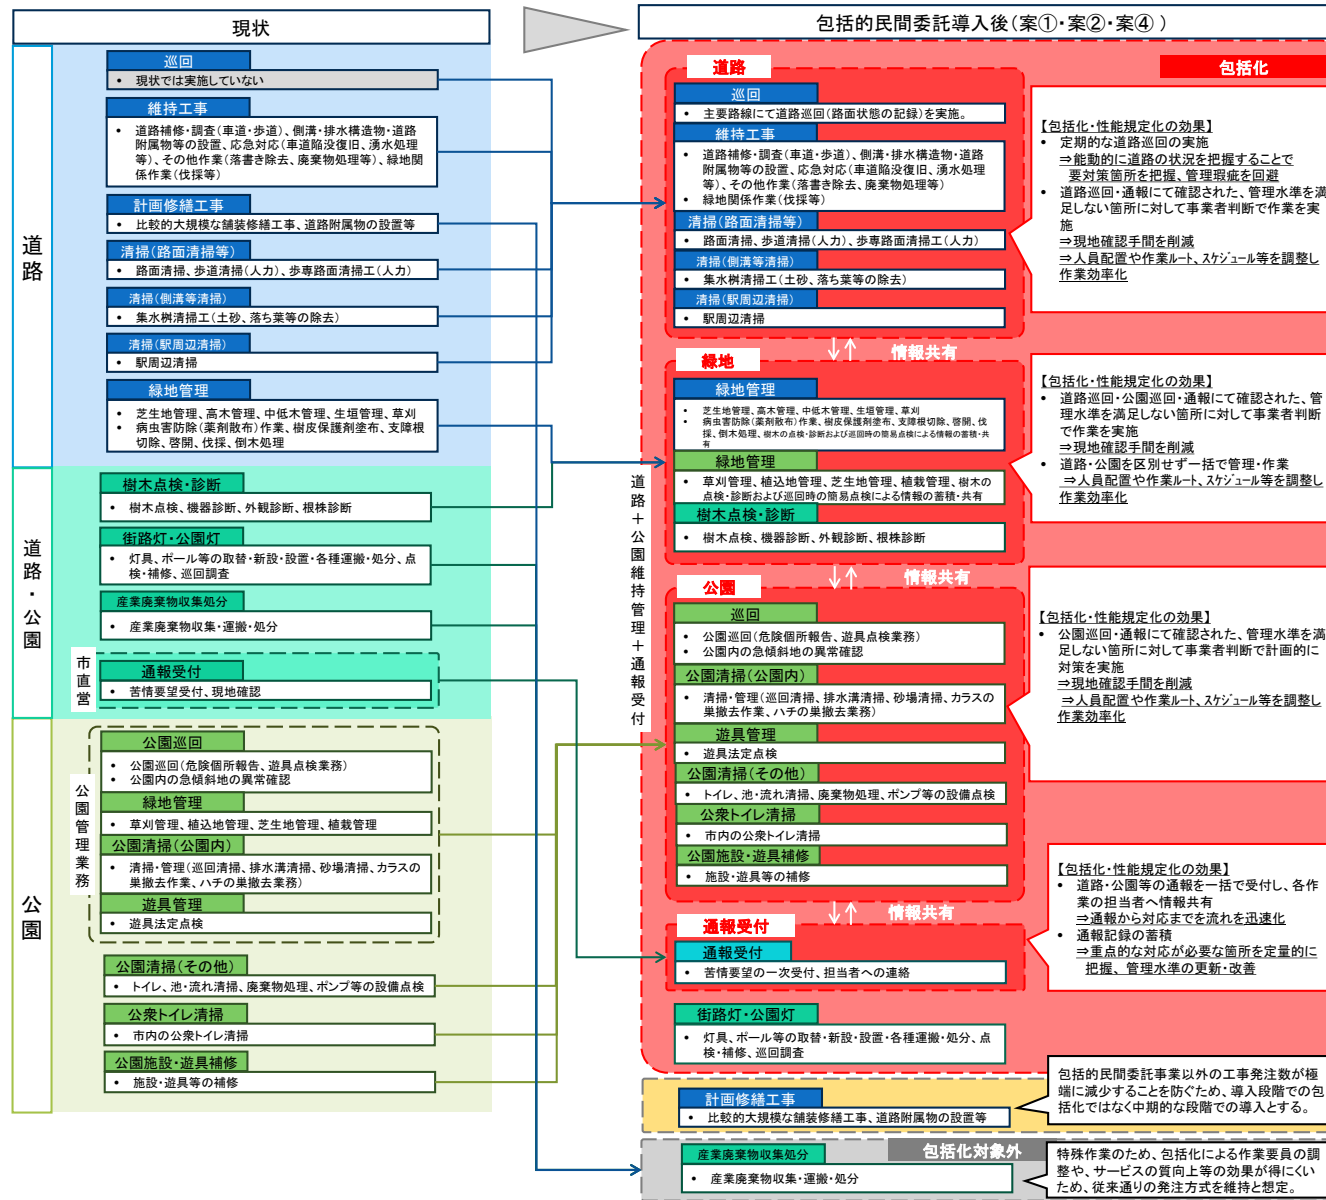 現状
包括的民間委託導入後(案①・案②・案④ )
道路
巡回
• 現状では実施していない
維持工事
• 道路補修・調査(車道・歩道)、側溝・排水構造物・道路
附属物等の設置、応急対応(車道陥没復旧、湧水処理
等)、その他作業(落書き除去、廃棄物処理等)、緑地関
係作業(伐採等)
計画修繕工事
• 比較的大規模な舗装修繕工事、道路附属物の設置等
清掃(路面清掃等)
• 路面清掃、歩道清掃(人力)、歩専路面清掃工(人力)
清掃(側溝等清掃)
• 集水桝清掃工(土砂、落ち葉等の除去)
清掃(駅周辺清掃)
• 駅周辺清掃
緑地管理
• 芝生地管理、高木管理、中低木管理、生垣管理、草刈
• 病虫害防除(薬剤散布)作業、樹皮保護剤塗布、支障根
切除、啓開、伐採、倒木処理
道路・公園
樹木点検・診断
• 樹木点検、機器診断、外観診断、根株診断
街路灯・公園灯
• 灯具、ポール等の取替・新設・設置・各種運搬・処分、点
検・補修、巡回調査
産業廃棄物収集処分
• 産業廃棄物収集・運搬・処分
市直営
通報受付
• 苦情要望受付、現地確認
公園
公園管理業務
公園巡回
• 公園巡回(危険個所報告、遊具点検業務)
• 公園内の急傾斜地の異常確認
緑地管理
• 草刈管理、植込地管理、芝生地管理、植栽管理
公園清掃(公園内)
• 清掃・管理(巡回清掃、排水溝清掃、砂場清掃、カラスの
巣撤去作業、ハチの巣撤去業務)
遊具管理
• 遊具法定点検
公園清掃(その他)
• トイレ、池・流れ清掃、廃棄物処理、ポンプ等の設備点検
公衆トイレ清掃
• 市内の公衆トイレ清掃
公園施設・遊具補修
• 施設・遊具等の補修
道路+公園維持管理+通報受付
包括化
道路
巡回
• 主要路線にて道路巡回(路面状態の記録)を実施。
維持工事
• 道路補修・調査(車道・歩道)、側溝・排水構造物・道路
附属物等の設置、応急対応(車道陥没復旧、湧水処理
等)、その他作業(落書き除去、廃棄物処理等)
• 緑地関係作業(伐採等)
清掃(路面清掃等)
• 路面清掃、歩道清掃(人力)、歩専路面清掃工(人力)
清掃(側溝等清掃)
• 集水桝清掃工(土砂、落ち葉等の除去)
清掃(駅周辺清掃)
• 駅周辺清掃
情報共有
緑地
緑地管理
• 芝生地管理、高木管理、中低木管理、生垣管理、草刈
• 病虫害防除(薬剤散布)作業、樹皮保護剤塗布、支障根切除、啓開、伐
採、倒木処理、樹木の点検・診断および巡回時の簡易点検による情報の蓄積・共
有
緑地管理
• 草刈管理、植込地管理、芝生地管理、植栽管理、樹木の
点検・診断および巡回時の簡易点検による情報の蓄積・共有
樹木点検・診断
• 樹木点検、機器診断、外観診断、根株診断
情報共有
公園
巡回
• 公園巡回(危険個所報告、遊具点検業務)
• 公園内の急傾斜地の異常確認
公園清掃(公園内)
• 清掃・管理(巡回清掃、排水溝清掃、砂場清掃、カラスの
巣撤去作業、ハチの巣撤去業務)
遊具管理
• 遊具法定点検
公園清掃(その他)
• トイレ、池・流れ清掃、廃棄物処理、ポンプ等の設備点検
公衆トイレ清掃
• 市内の公衆トイレ清掃
公園施設・遊具補修
• 施設・遊具等の補修
情報共有
通報受付
通報受付
• 苦情要望の一次受付、担当者への連絡
街路灯・公園灯
• 灯具、ポール等の取替・新設・設置・各種運搬・処分、点
検・補修、巡回調査
計画修繕工事
• 比較的大規模な舗装修繕工事、道路附属物の設置等
包括化対象外
産業廃棄物収集処分
• 産業廃棄物収集・運搬・処分
【包括化・性能規定化の効果】
• 定期的な道路巡回の実施
⇒能動的に道路の状況を把握することで
要対策箇所を把握、管理瑕疵を回避
• 道路巡回・通報にて確認された、管理水準を満
足しない箇所に対して事業者判断で作業を実
施
⇒現地確認手間を削減
⇒人員配置や作業ルート、スケジュール等を調整し
作業効率化
【包括化・性能規定化の効果】
• 道路巡回・公園巡回・通報にて確認された、管
理水準を満足しない箇所に対して事業者判断
で作業を実施
⇒現地確認手間を削減
• 道路・公園を区別せず一括で管理・作業
⇒人員配置や作業ルート、スケジュール等を調整し
作業効率化
【包括化・性能規定化の効果】
• 公園巡回・通報にて確認された、管理水準を満
足しない箇所に対して事業者判断で計画的に
対策を実施
⇒現地確認手間を削減
⇒人員配置や作業ルート、スケジュール等を調整し
作業効率化
【包括化・性能規定化の効果】
• 道路・公園等の通報を一括で受付し、各作
業の担当者へ情報共有
⇒通報から対応までを流れを迅速化
• 通報記録の蓄積
⇒重点的な対応が必要な箇所を定量的に
把握、管理水準の更新・改善
包括的民間委託事業以外の工事発注数が極
端に減少することを防ぐため、導入段階での包
括化ではなく中期的な段階での導入とする。
特殊作業のため、包括化による作業要員の調
整や、サービスの質向上等の効果が得にくい
ため、従来通りの発注方式を維持と想定。